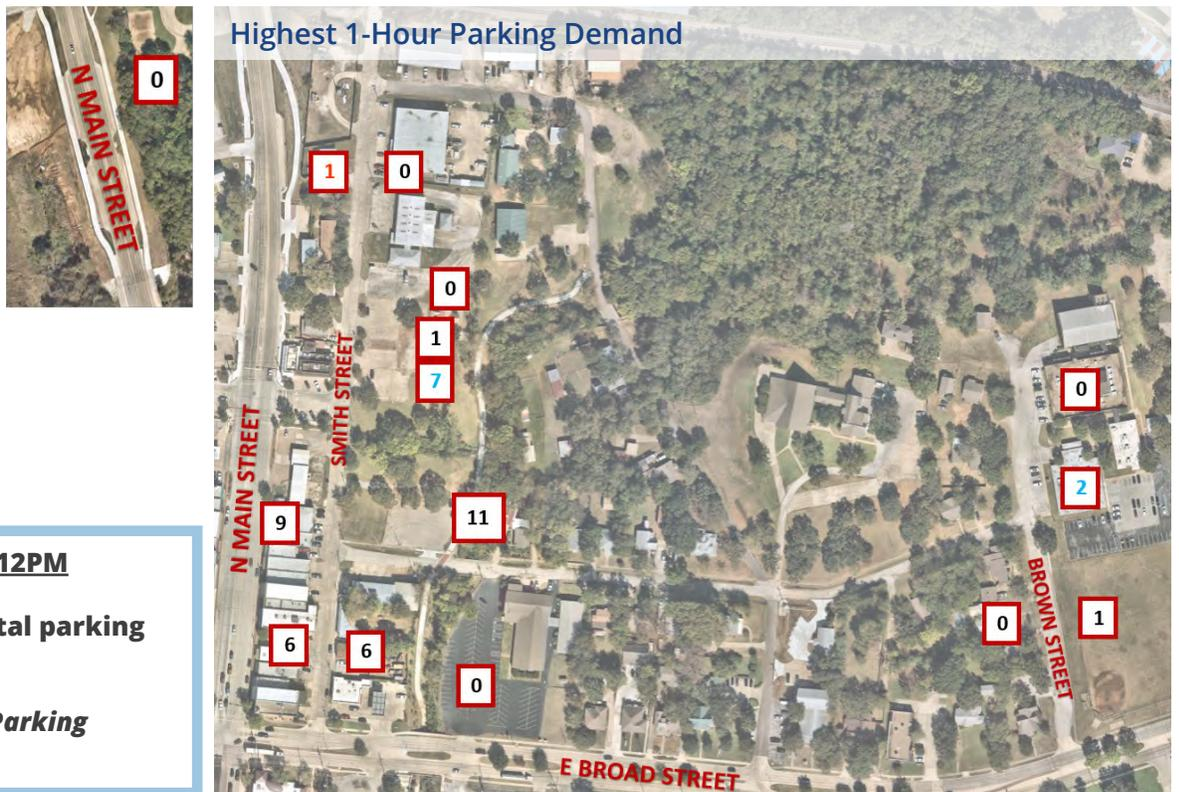 Highest 1-Hour Parking Demand
N MAIN STREET
0
1
0
0
1
7
SMITH STREET
N MAIN STREET
9
11
0
2
12PM
tal parking
Parking
6
6
0
0
1
BROWN STREET
E BROAD STREET